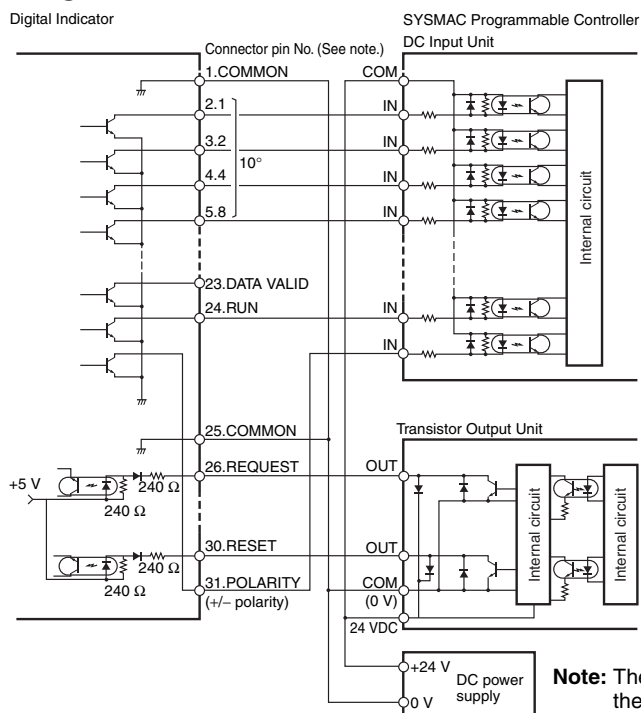 Digital Indicator
SYSMAC Programmable Controller
DC Input Unit
Connector pin No. (See note.)
1.COMMON
COM
2.1
IN
3.2
IN
10°
4.4
IN
5.8
IN
Internal circuit
23.DATA VALID
24.RUN
IN
IN
25.COMMON
Transistor Output Unit
26.REQUEST
OUT
+5 V
240 Ω
240 Ω
Internal circuit
Internal circuit
30.RESET
OUT
240 Ω
240 Ω
31.POLARITY
(+/– polarity)
COM
(0 V)
24 VDC
+24 V
DC power
supply
0 V
Note: The
the